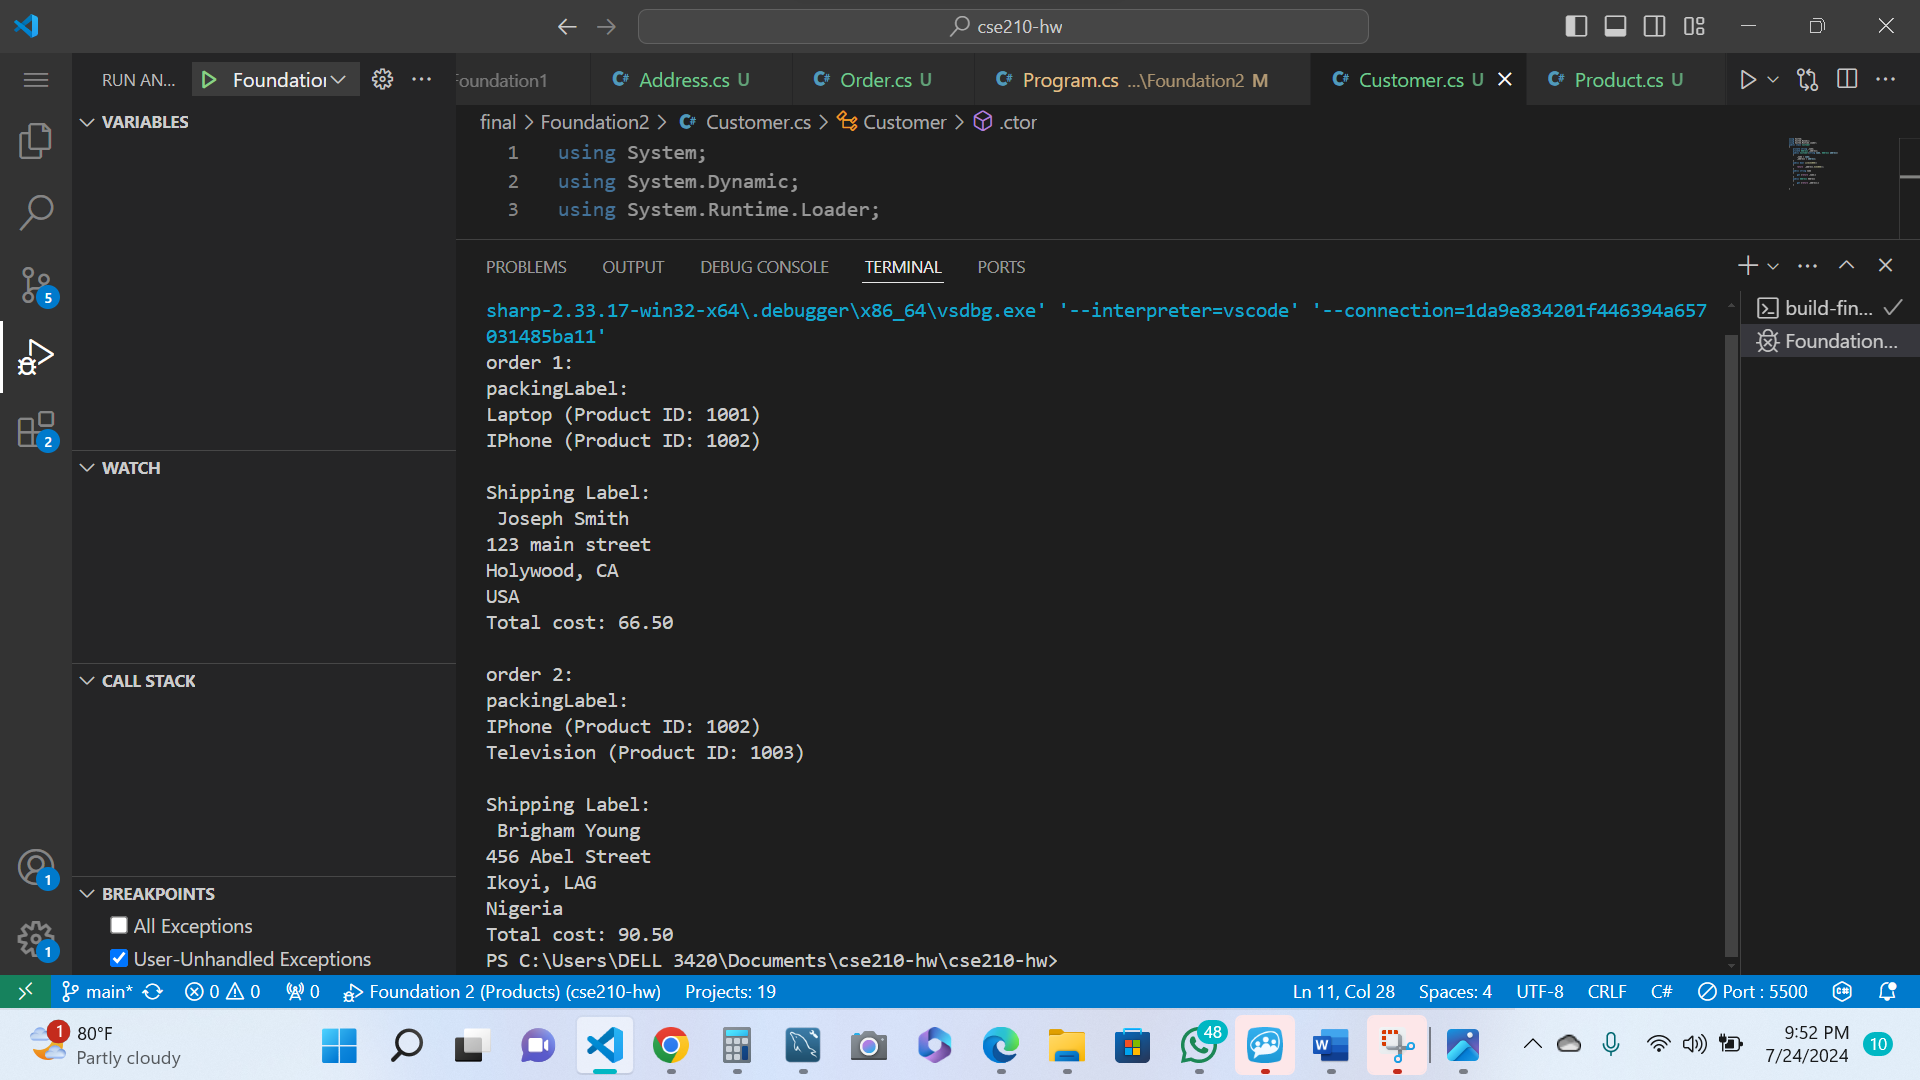 cse210-hw
RUN AN...
Foundation
Foundation1
Address.cs U
Order.cs U
Program.cs ...\Foundation2 M
Customer.cs U
Product.cs U
final > Foundation2 > Customer.cs > Customer > .ctor
VARIABLES
1 using System;
2 using System.Dynamic;
3 using System.Runtime.Loader;
PROBLEMS OUTPUT DEBUG CONSOLE TERMINAL PORTS
sharp-2.33.17-win32-x64\.debugger\x86_64\vsdbg.exe' '--interpreter=vscode' '--connection=1da9e834201f446394a657
031485ba11'
order 1:
packingLabel:
Laptop (Product ID: 1001)
IPhone (Product ID: 1002)
Shipping Label:
Joseph Smith
123 main street
Holywood, CA
USA
Total cost: 66.50
order 2:
packingLabel:
IPhone (Product ID: 1002)
Television (Product ID: 1003)
Shipping Label:
Brigham Young
456 Abel Street
Ikoyi, LAG
Nigeria
Total cost: 90.50
PS C:\Users\DELL 3420\Documents\cse210-hw\cse210-hw>
build-fin...
Foundation...
WATCH
CALL STACK
BREAKPOINTS
All Exceptions
User-Unhandled Exceptions
5
2
1
1
main* 0 0 0 Foundation 2 (Products) (cse210-hw) Projects: 19
Ln 11, Col 28 Spaces: 4 UTF-8 CRLF C# Port : 5500
1
80°F
Partly cloudy
48
9:52 PM
7/24/2024
10